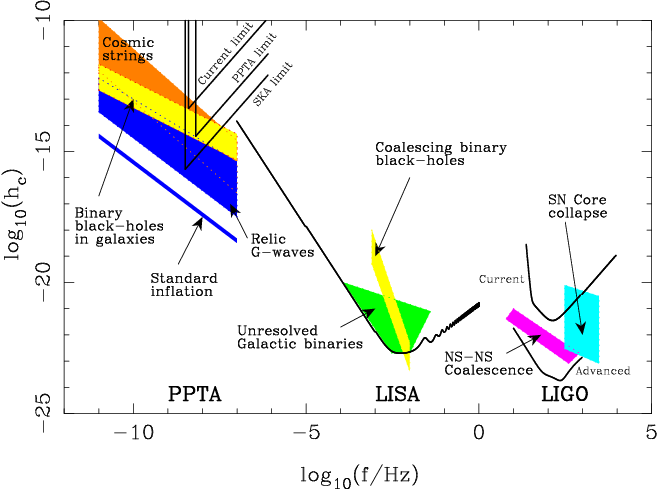 -10
-15
-20
-25
log10(hc)
Cosmic
strings
Current limit
PPTA limit
SKA limit
Binary
black-holes
in galaxies
Relic
G-waves
Standard
inflation
Coalescing binary
black-holes
Unresolved
Galactic binaries
SN Core
collapse
Current
NS-NS
Coalescence
Advanced
PPTA
LISA
LIGO
-10
-5
0
5
log10(f/Hz)